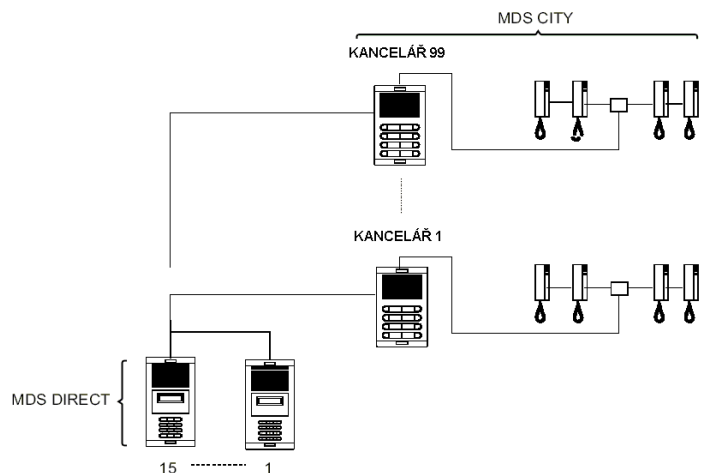 MDS CITY
KANCELÁŘ 99
KANCELÁŘ 1
MDS DIRECT
15 1